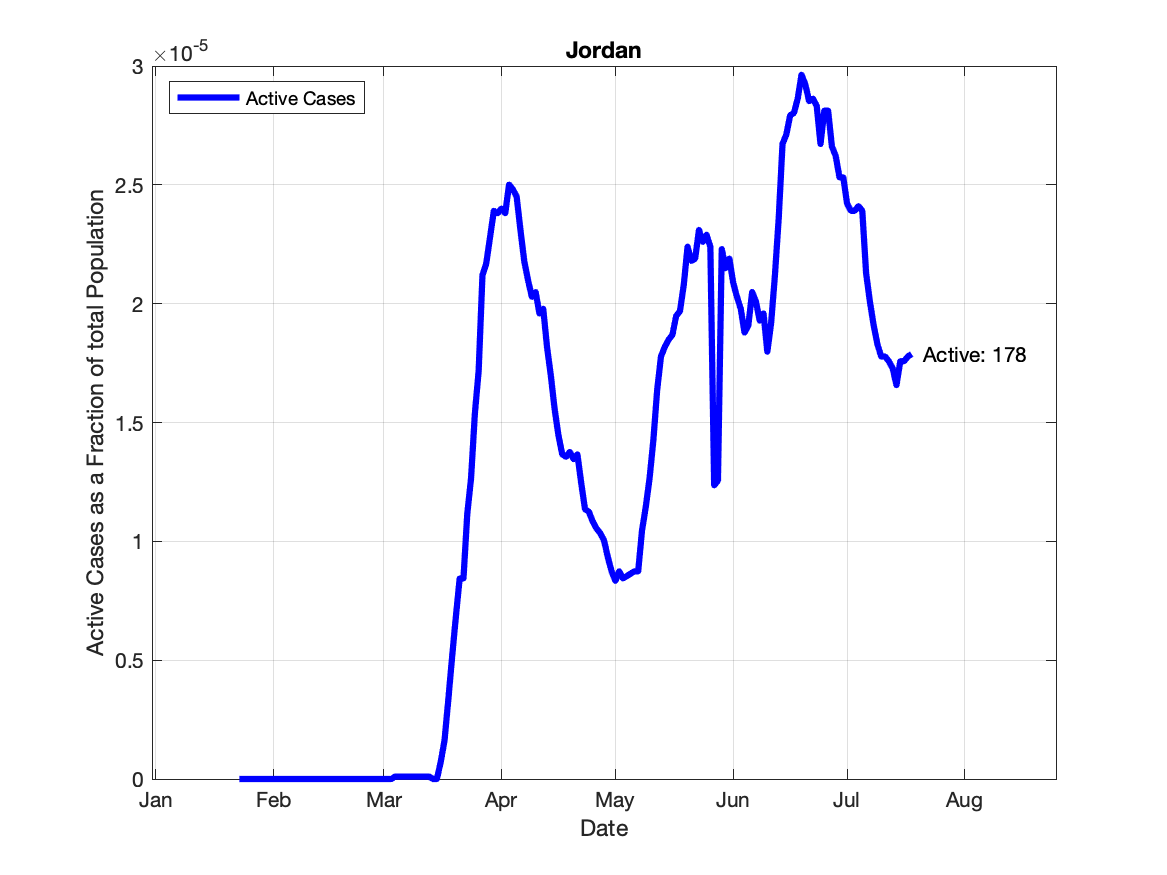 Jordan
×10-5
3
2.5
2
1.5
1
0.5
0
Active Cases as a Fraction of total Population
Active Cases
Active: 178
Jan Feb Mar Apr May Jun Jul Aug
Date